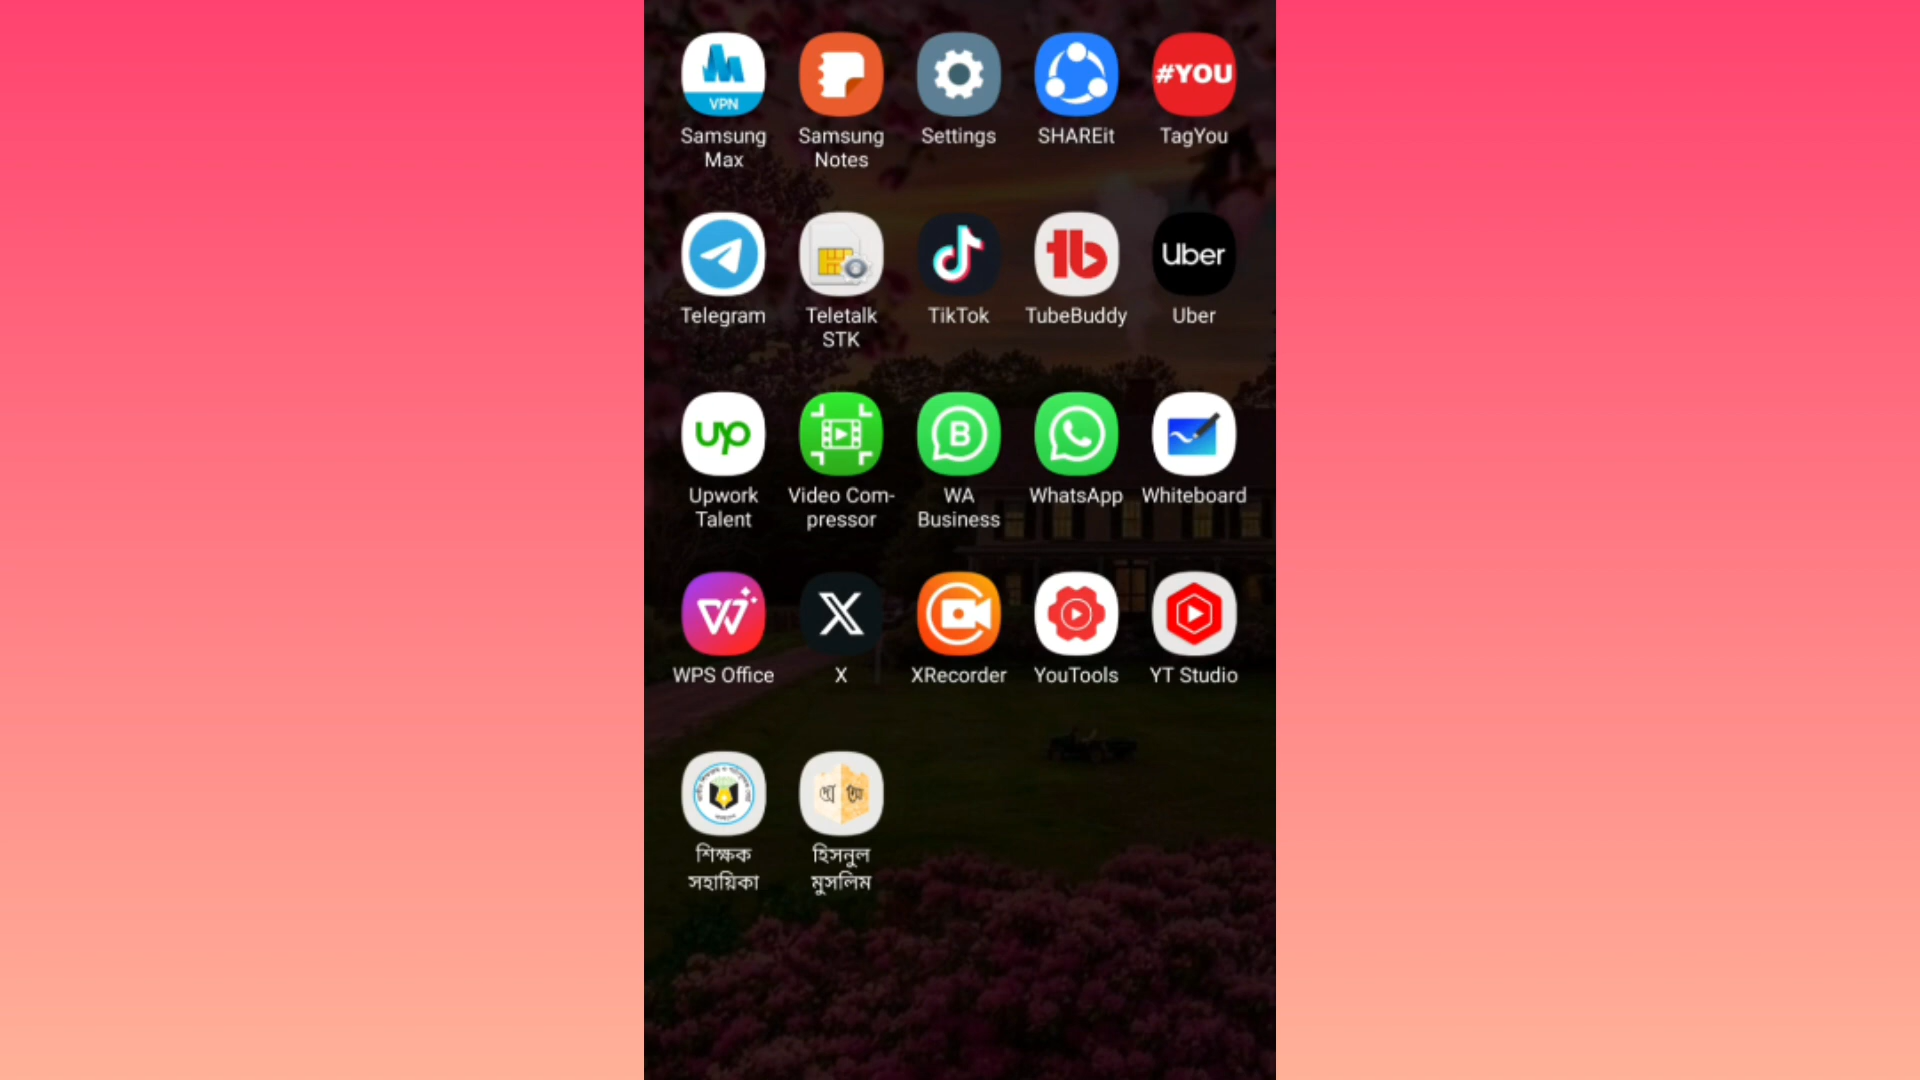 VPN
#YOU
Samsung Max
Samsung Notes
Settings
SHAREit
TagYou
Uber
Telegram
Teletalk STK
TikTok
TubeBuddy
Uber
up
B
Upwork Talent
Video Com-
pressor
WA Business
WhatsApp
Whiteboard
W
X
WPS Office
X
XRecorder
YouTools
YT Studio
শিক্ষক
সহায়িকা
হিসনুল
মুসলিম